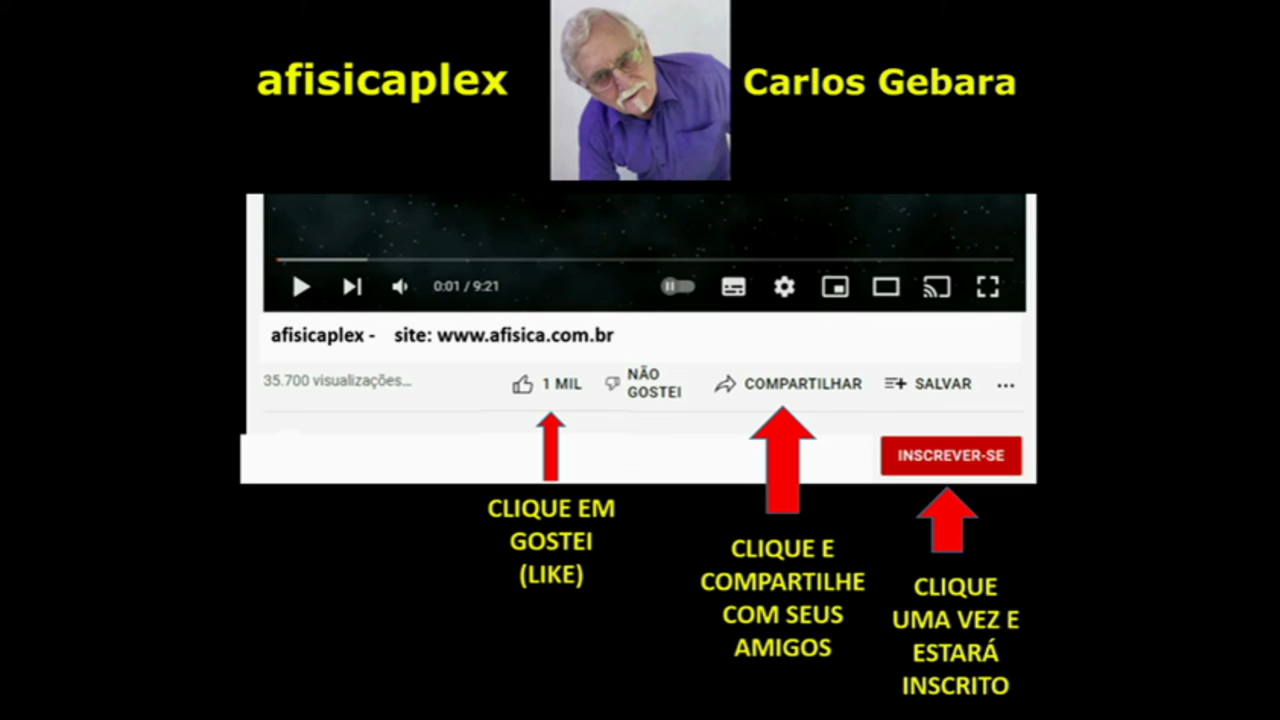 afisicaplex
Carlos Gebara
0:01 / 9:21
afisicaplex - site: www.afisica.com.br
35.700 visualizações...
1 MIL
NÃO
GOSTEI
COMPARTILHAR
SALVAR
INSCREVER-SE
CLIQUE EM
GOSTEI
(LIKE)
CLIQUE E
COMPARTILHE
COM SEUS
AMIGOS
CLIQUE
UMA VEZ E
ESTARÁ
INSCRITO